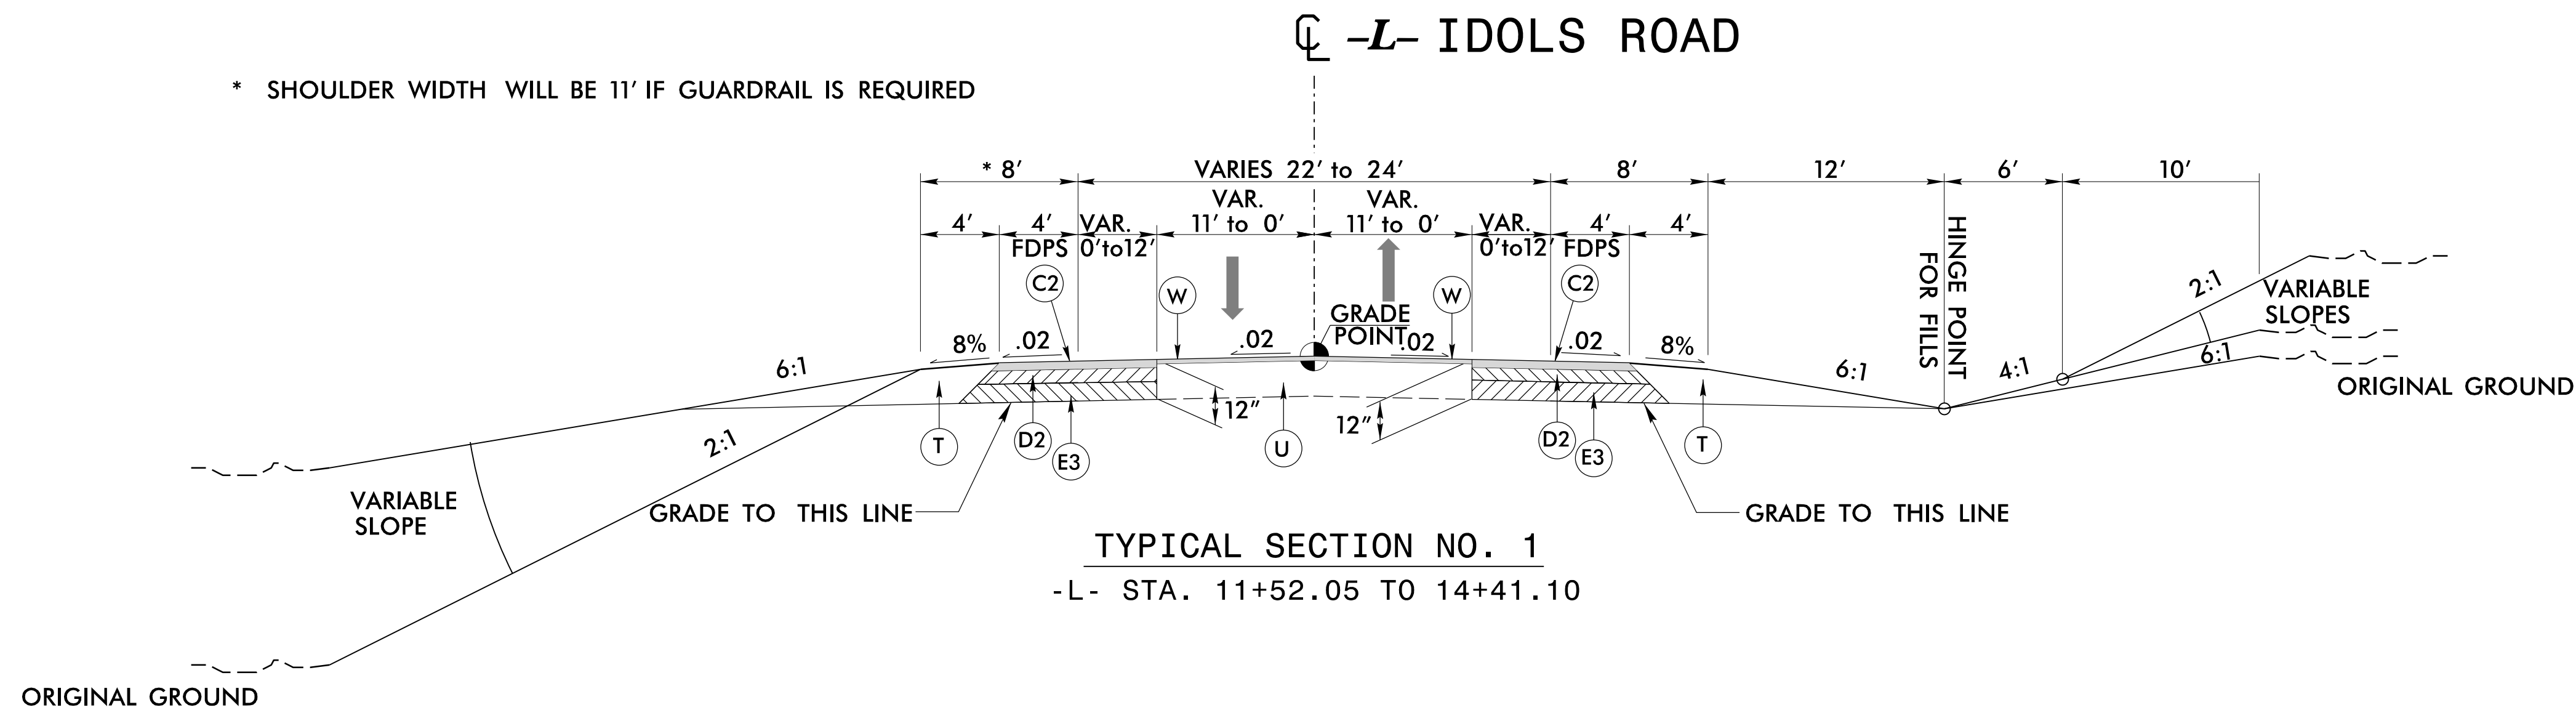 ℄ -L- IDOLS ROAD
* SHOULDER WIDTH WILL BE 11' IF GUARDRAIL IS REQUIRED
* 8'
VARIES 22' to 24'
8'
12'
6'
10'
4'
4'
FDPS
VAR.
0'to12'
VAR.
11' to 0'
VAR.
11' to 0'
VAR.
0'to12'
4'
FDPS
4'
HINGE POINT
FOR FILLS
C2
W
W
C2
GRADE
POINT
8%
.02
.02
.02
.02
8%
6:1
2:1
6:1
4:1
2:1
6:1
VARIABLE
SLOPES
ORIGINAL GROUND
12"
12"
T
D2
E3
U
D2
E3
T
VARIABLE
SLOPE
GRADE TO THIS LINE
GRADE TO THIS LINE
TYPICAL SECTION NO. 1
-L- STA. 11+52.05 TO 14+41.10
ORIGINAL GROUND